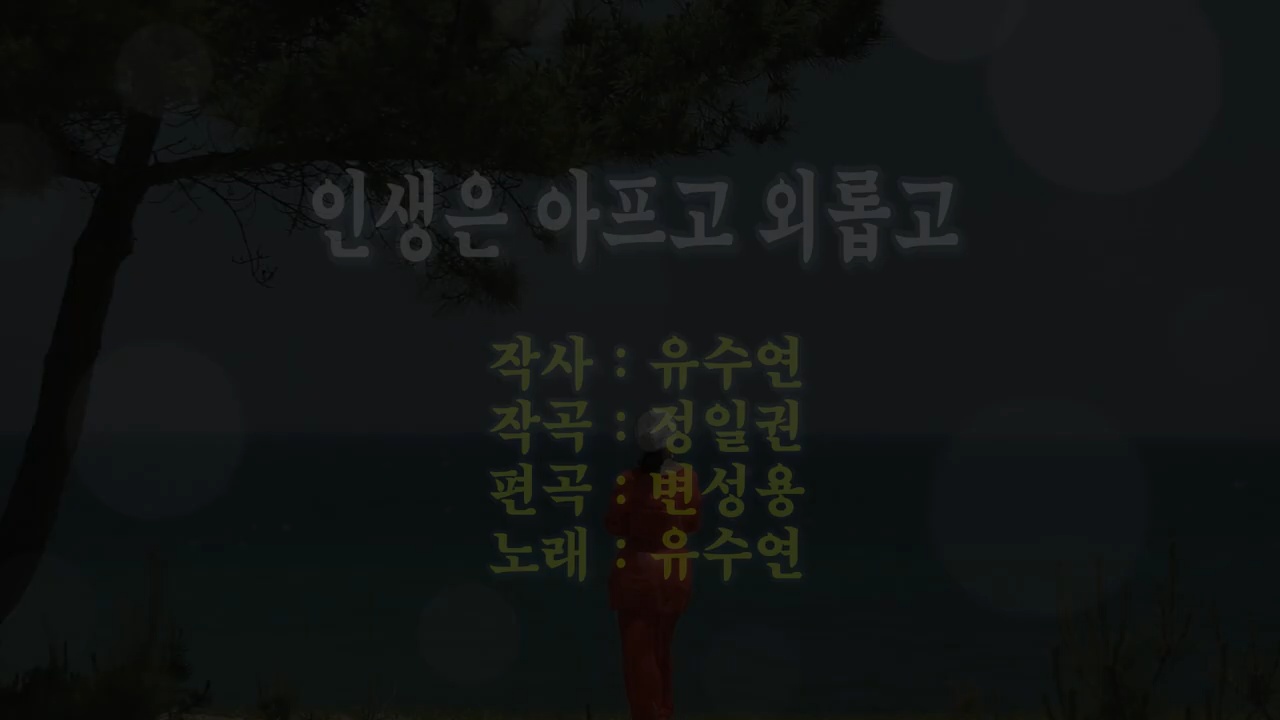 인생은 아프고 외롭고
작사 : 유수연
작곡 : 정일권
편곡 : 변성용
노래 : 유수연